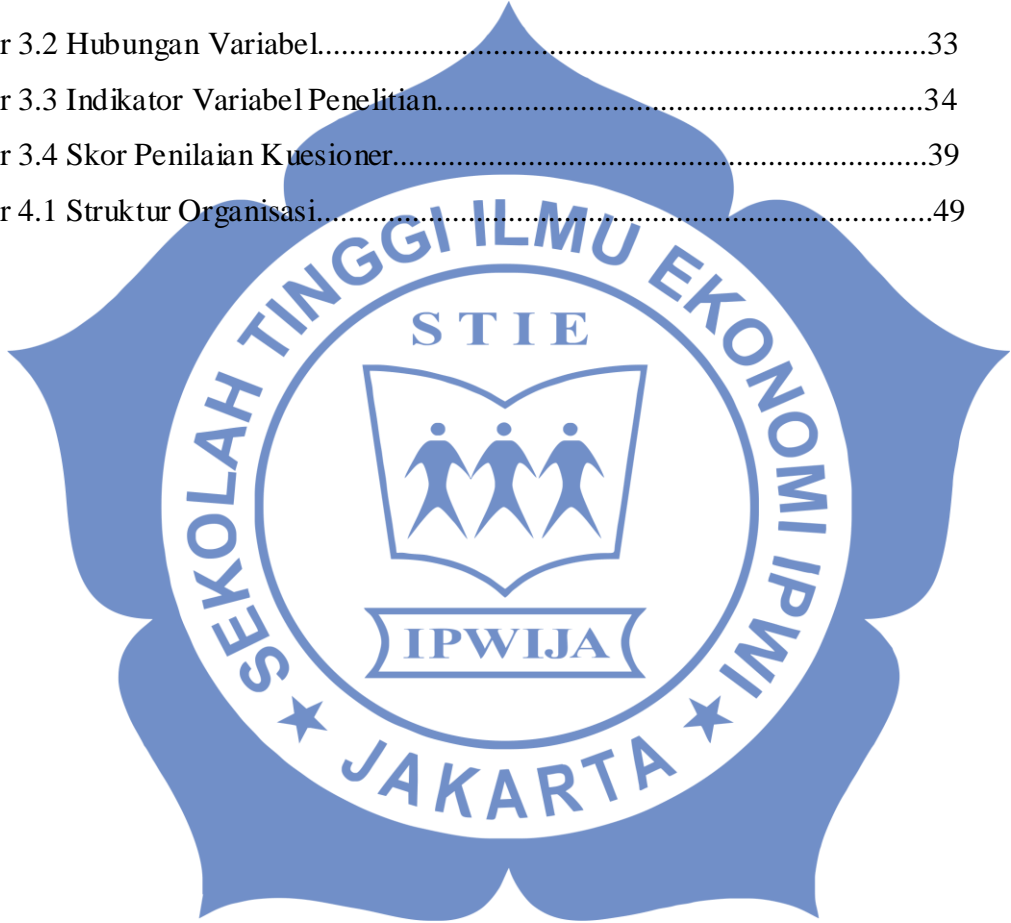 r 3.2 Hubungan Variabel............................................................................33
r 3.3 Indikator Variabel Penelitian.............................................................34
r 3.4 Skor Penilaian Kuesioner...................................................................39
r 4.1 Struktur Organisasi.............................................................................49
SEKOLAH TINGGI ILMU EKONOMI IPWI
STIE
IPWIJA
★ JAKARTA ★